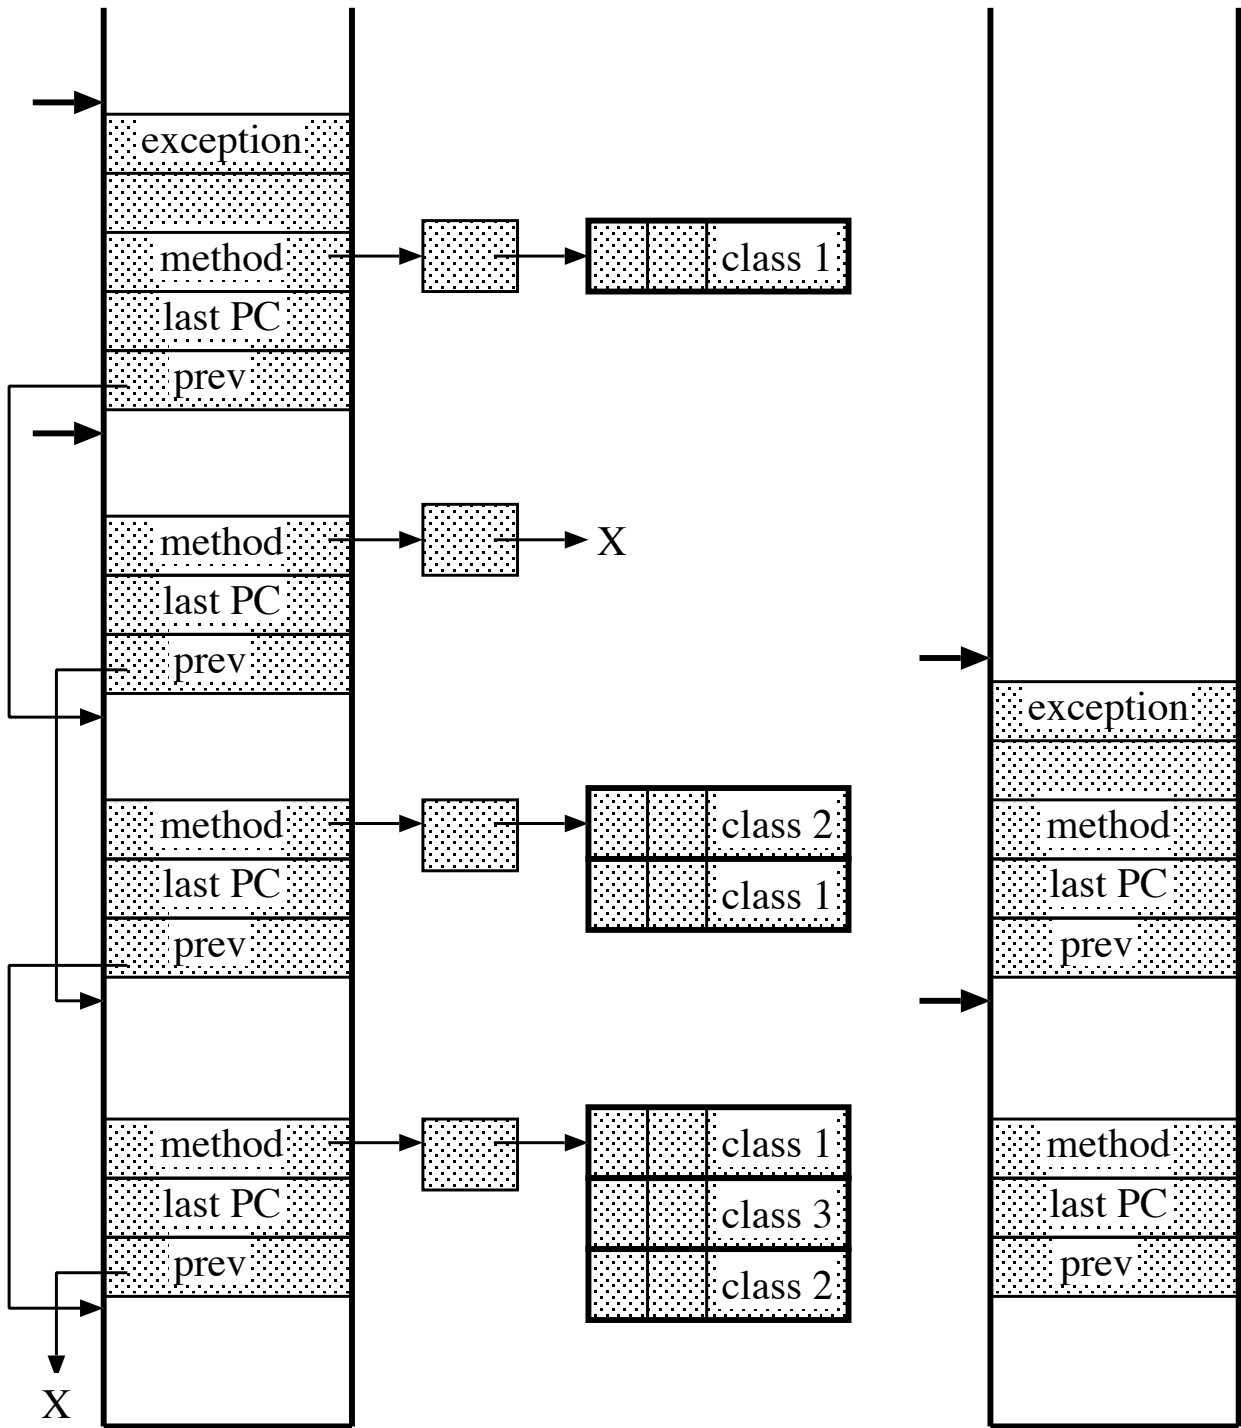 exception
method
class 1
last PC
prev
method
X
last PC
prev
exception
method
class 2
method
last PC
class 1
last PC
prev
prev
method
class 1
method
last PC
class 3
last PC
prev
class 2
prev
X